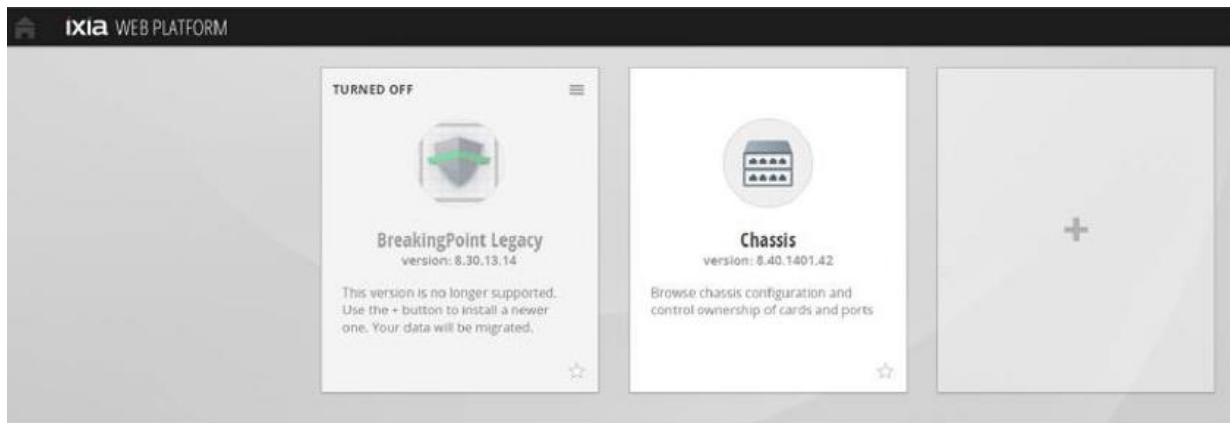 ixia WEB PLATFORM
TURNED OFF
BreakingPoint Legacy
version: 8.30.13.14
This version is no longer supported.
Use the + button to install a newer
one. Your data will be migrated.
Chassis
version: 8.40.1401.42
Browse chassis configuration and
control ownership of cards and ports
+